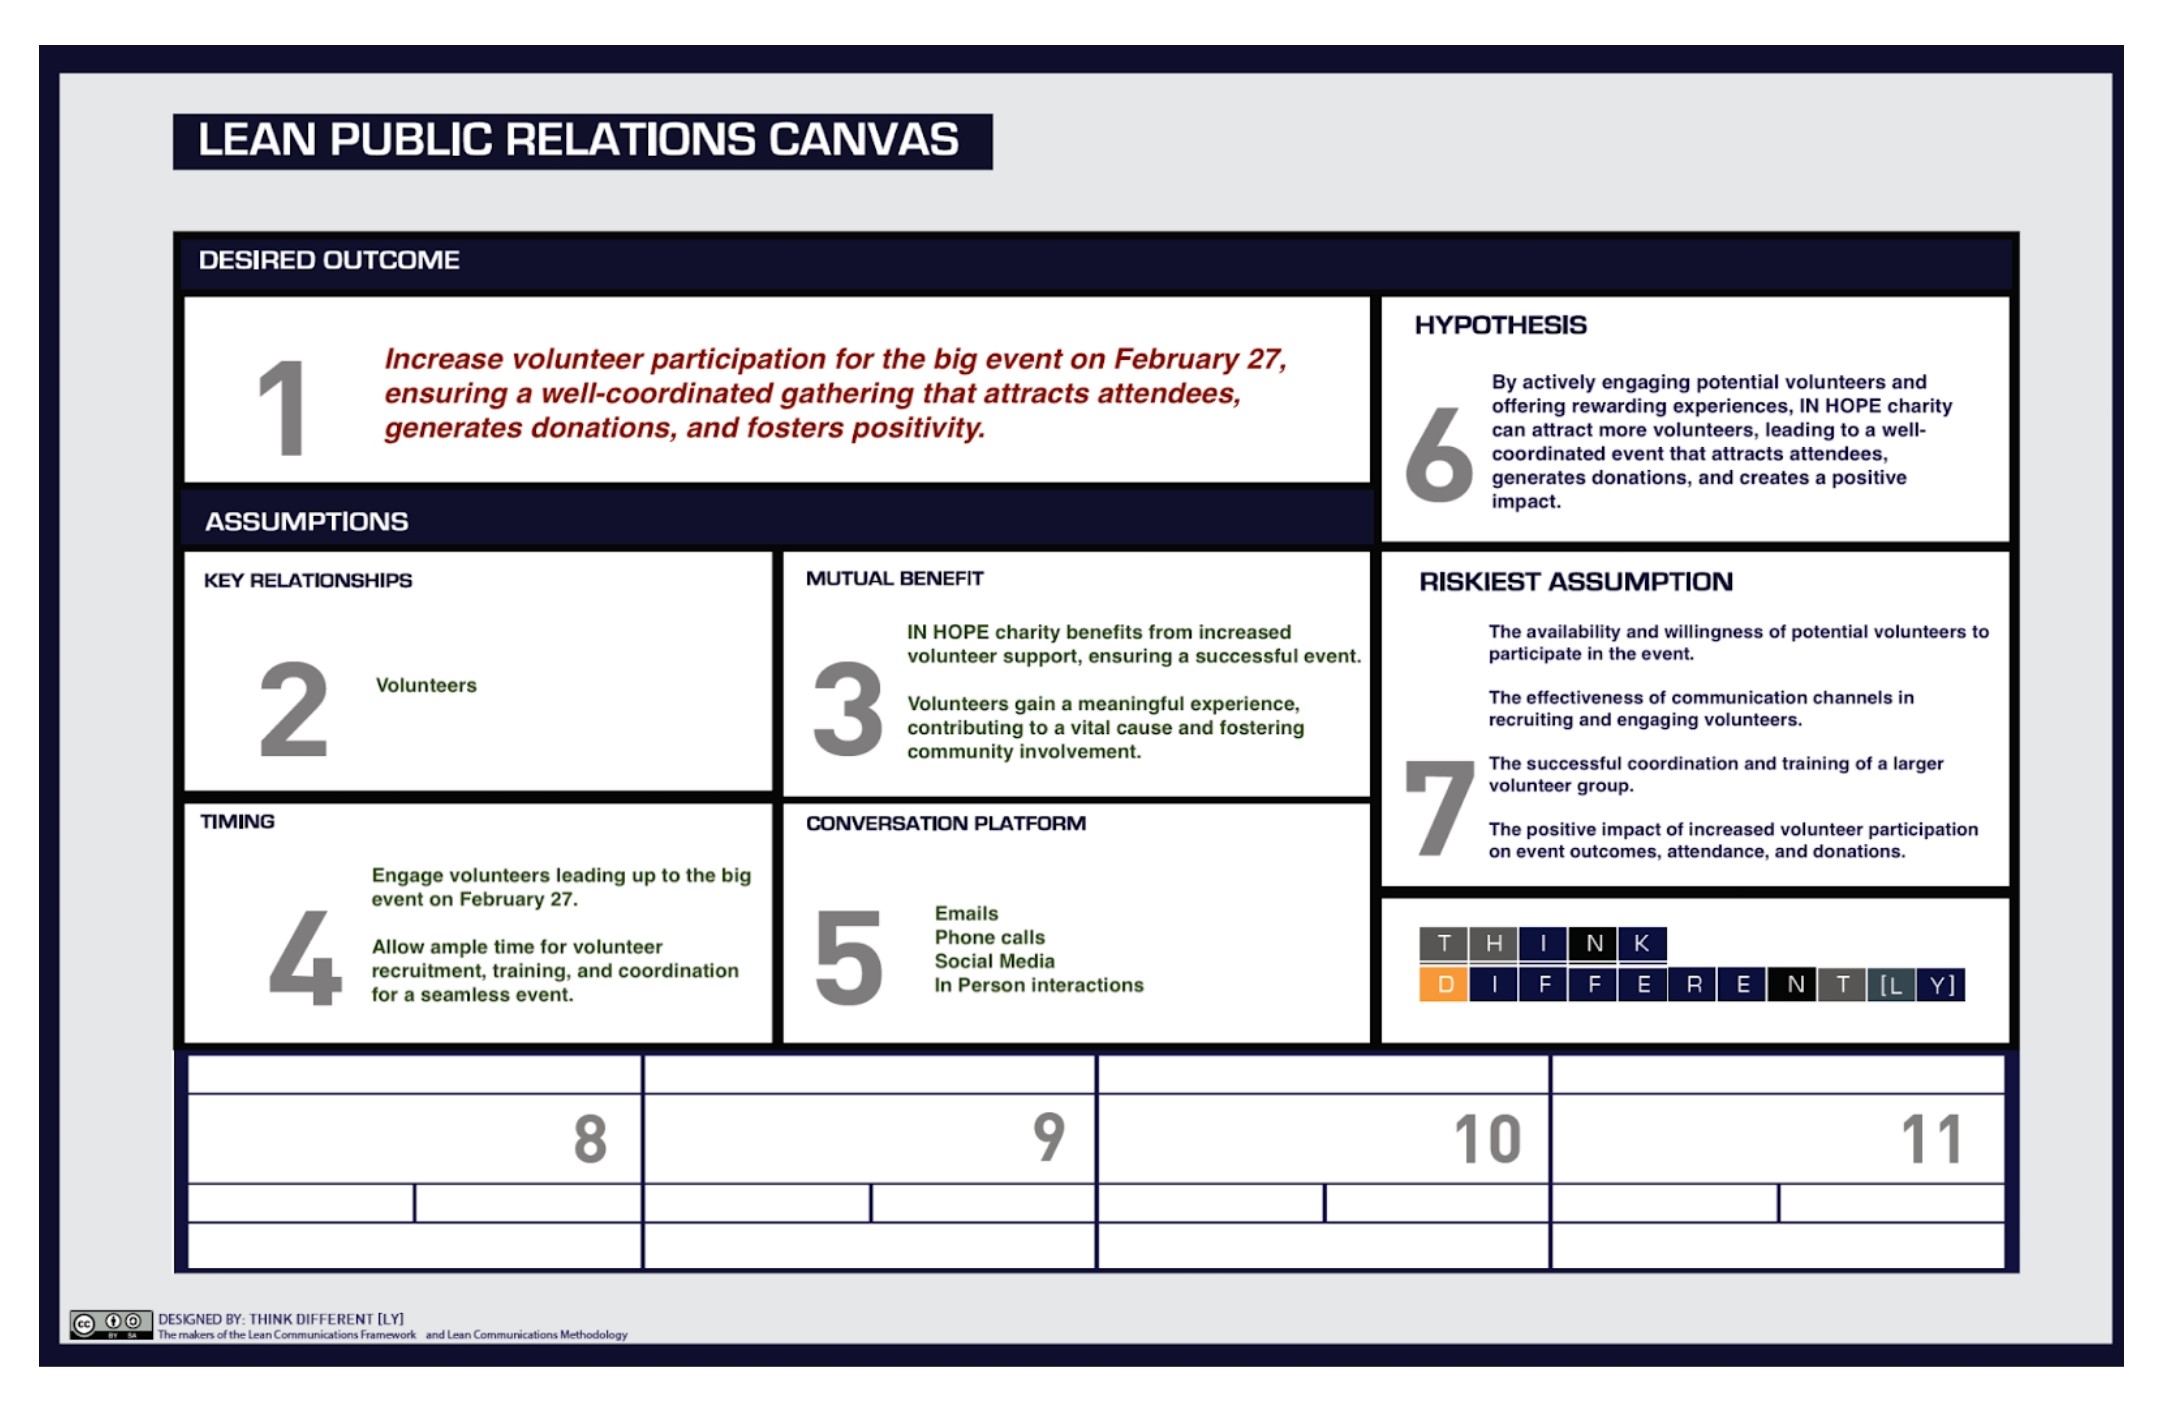 LEAN PUBLIC RELATIONS CANVAS
DESIRED OUTCOME
1
Increase volunteer participation for the big event on February 27,
ensuring a well-coordinated gathering that attracts attendees,
generates donations, and fosters positivity.
HYPOTHESIS
6
By actively engaging potential volunteers and
offering rewarding experiences, IN HOPE charity
can attract more volunteers, leading to a well-
coordinated event that attracts attendees,
generates donations, and creates a positive
impact.
ASSUMPTIONS
KEY RELATIONSHIPS
2
Volunteers
MUTUAL BENEFIT
3
IN HOPE charity benefits from increased
volunteer support, ensuring a successful event.
Volunteers gain a meaningful experience,
contributing to a vital cause and fostering
community involvement.
RISKIEST ASSUMPTION
7
The availability and willingness of potential volunteers to
participate in the event.
The effectiveness of communication channels in
recruiting and engaging volunteers.
The successful coordination and training of a larger
volunteer group.
The positive impact of increased volunteer participation
on event outcomes, attendance, and donations.
TIMING
4
Engage volunteers leading up to the big
event on February 27.
Allow ample time for volunteer
recruitment, training, and coordination
for a seamless event.
CONVERSATION PLATFORM
5
Emails
Phone calls
Social Media
In Person interactions
THINK
DIFFERENT[LY]
8
9
10
11
cc BY SA
DESIGNED BY: THINK DIFFERENT [LY]
The makers of the Lean Communications Framework and Lean Communications Methodology